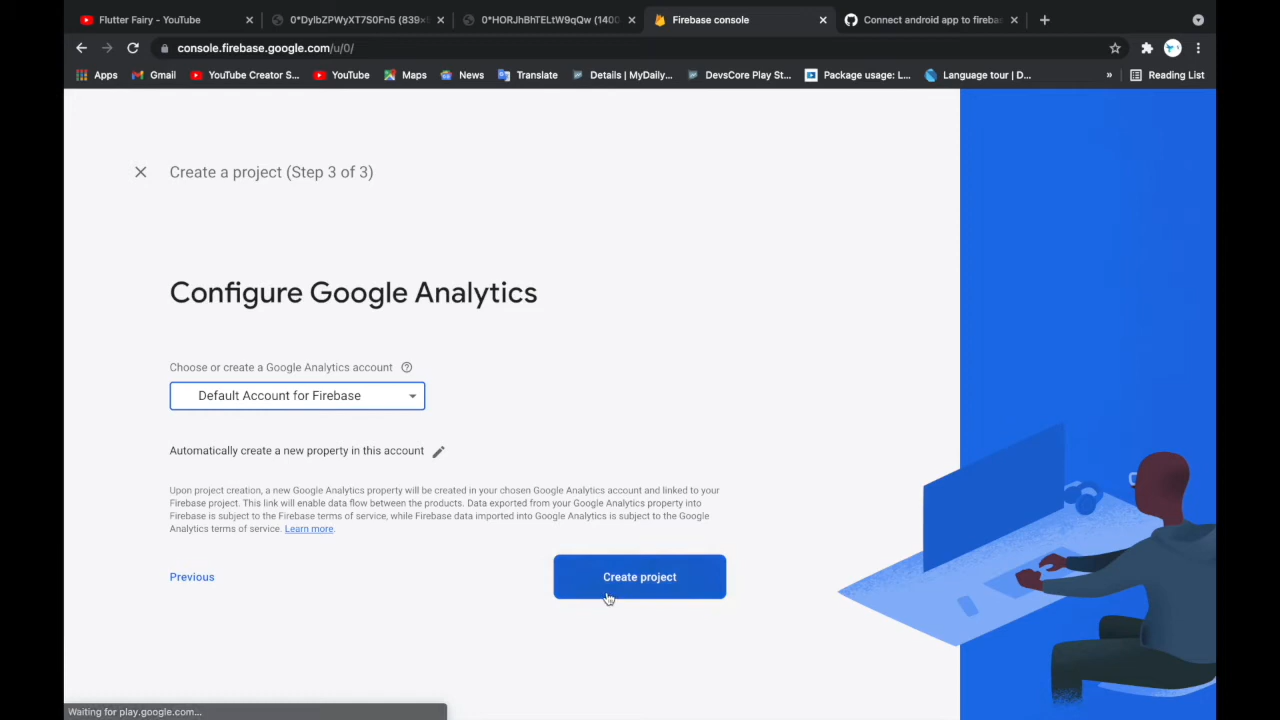 Flutter Fairy - YouTube
0*DylbZPWyXT7S0Fn5 (839×
0*HORJhBhTELtW9qQw (1400
Firebase console
Connect android app to fireba
console.firebase.google.com/u/0/
Apps
Gmail
YouTube Creator S...
YouTube
Maps
News
Translate
Details | MyDaily...
DevsCore Play St...
Package usage: L...
Language tour | D...
»
Reading List
Create a project (Step 3 of 3)
Configure Google Analytics
Choose or create a Google Analytics account
Default Account for Firebase
Automatically create a new property in this account
Upon project creation, a new Google Analytics property will be created in your chosen Google Analytics account and linked to your
Firebase project. This link will enable data flow between the products. Data exported from your Google Analytics property into
Firebase is subject to the Firebase terms of service, while Firebase data imported into Google Analytics is subject to the Google
Analytics terms of service. Learn more.
Previous
Create project
Waiting for play.google.com...